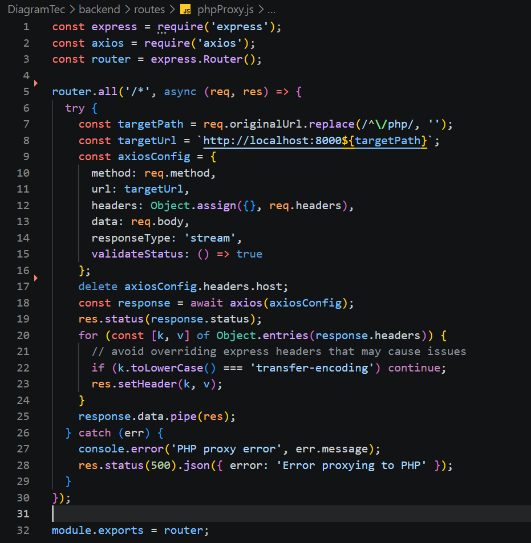 DiagramTec > backend > routes > JS phpProxy.js > ...
1 const express = require('express');
2 const axios = require('axios');
3 const router = express.Router();
4
5 router.all('/*', async (req, res) => {
6   try {
7     const targetPath = req.originalUrl.replace(/^\/php/, '');
8     const targetUrl = `http://localhost:8000${targetPath}`;
9     const axiosConfig = {
10       method: req.method,
11       url: targetUrl,
12       headers: Object.assign({}, req.headers),
13       data: req.body,
14       responseType: 'stream',
15       validateStatus: () => true
16     };
17     delete axiosConfig.headers.host;
18     const response = await axios(axiosConfig);
19     res.status(response.status);
20     for (const [k, v] of Object.entries(response.headers)) {
21       // avoid overriding express headers that may cause issues
22       if (k.toLowerCase() === 'transfer-encoding') continue;
23       res.setHeader(k, v);
24     }
25     response.data.pipe(res);
26   } catch (err) {
27     console.error('PHP proxy error', err.message);
28     res.status(500).json({ error: 'Error proxying to PHP' });
29   }
30 });
31
32 module.exports = router;